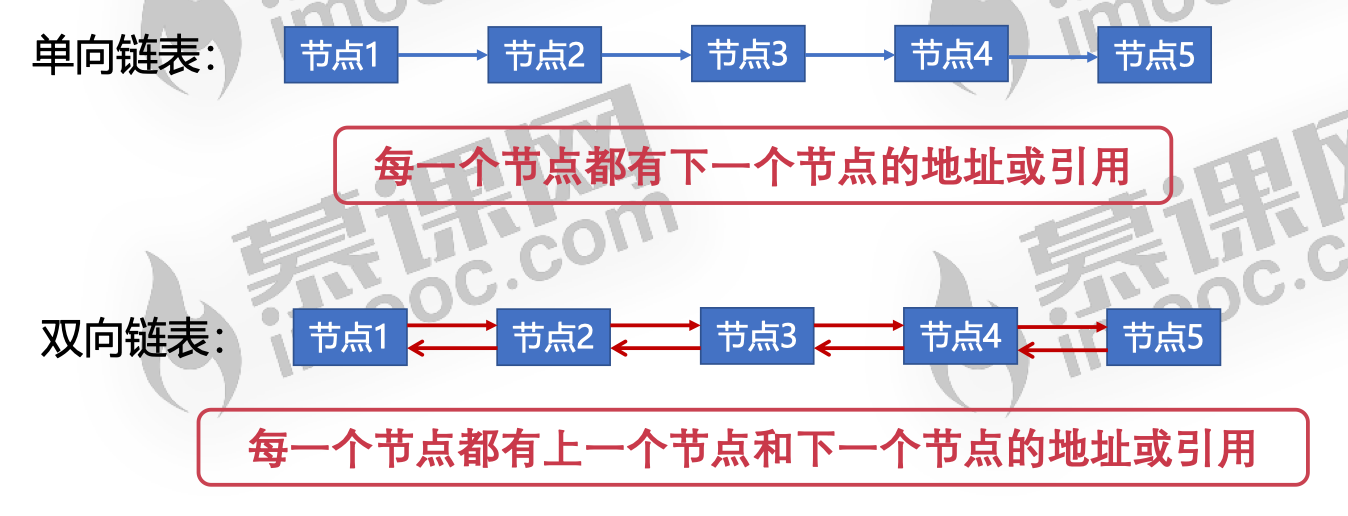 单向链表: 节点1 节点2 节点3 节点4 节点5
每一个节点都有下一个节点的地址或引用
慕课网
imooc.com
双向链表: 节点1 节点2 节点3 节点4 节点5
每一个节点都有上一个节点和下一个节点的地址或引用